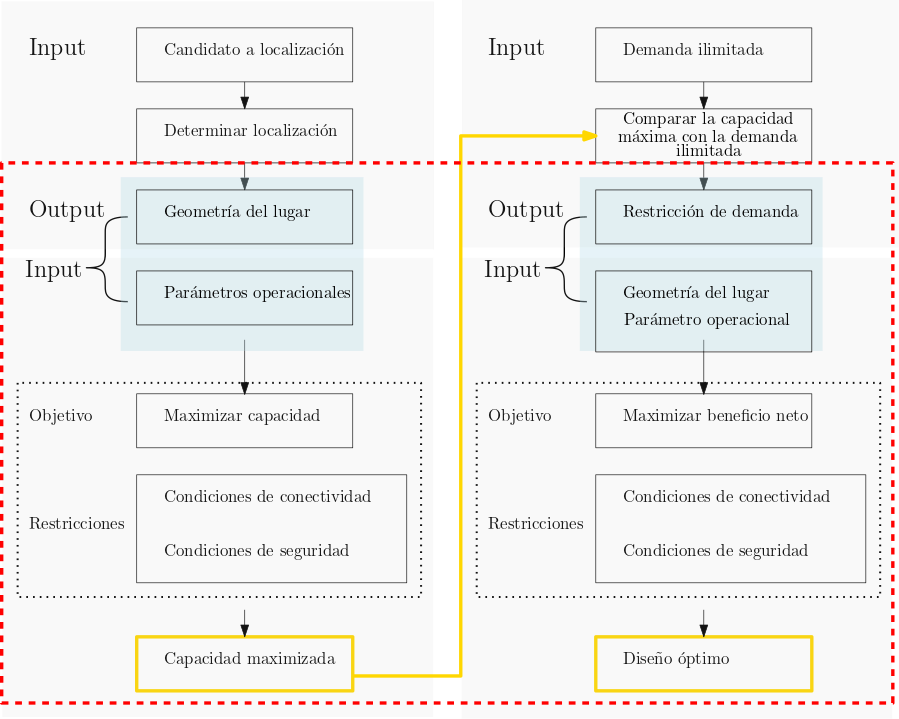 Input
Candidato a localización
Determinar localización
Output
Geometría del lugar
Input
Parámetros operacionales
Objetivo
Maximizar capacidad
Restricciones
Condiciones de conectividad
Condiciones de seguridad
Capacidad maximizada
Input
Demanda ilimitada
Comparar la capacidad
máxima con la demanda
ilimitada
Output
Restricción de demanda
Input
Geometría del lugar
Parámetro operacional
Objetivo
Maximizar beneficio neto
Restricciones
Condiciones de conectividad
Condiciones de seguridad
Diseño óptimo